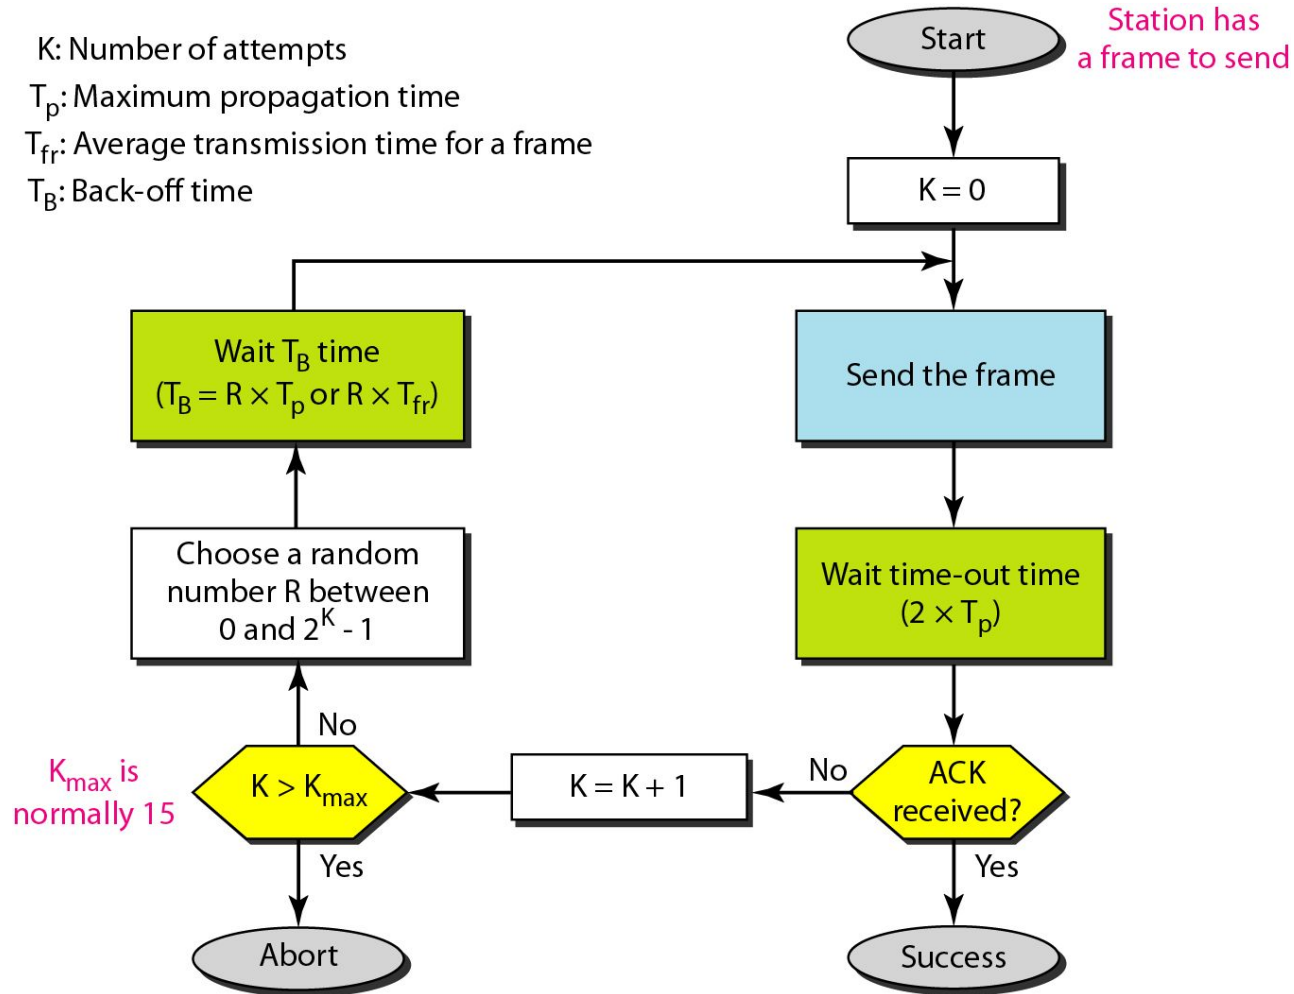 K: Number of attempts
Tp: Maximum propagation time
Tfr: Average transmission time for a frame
TB: Back-off time
Start
Station has
a frame to send
K = 0
Wait TB time
(TB = R × Tp or R × Tfr)
Send the frame
Choose a random
number R between
0 and 2^K - 1
Wait time-out time
(2 × Tp)
No
Kmax is
normally 15
K > Kmax
K = K + 1
No
ACK
received?
Yes
Yes
Abort
Success